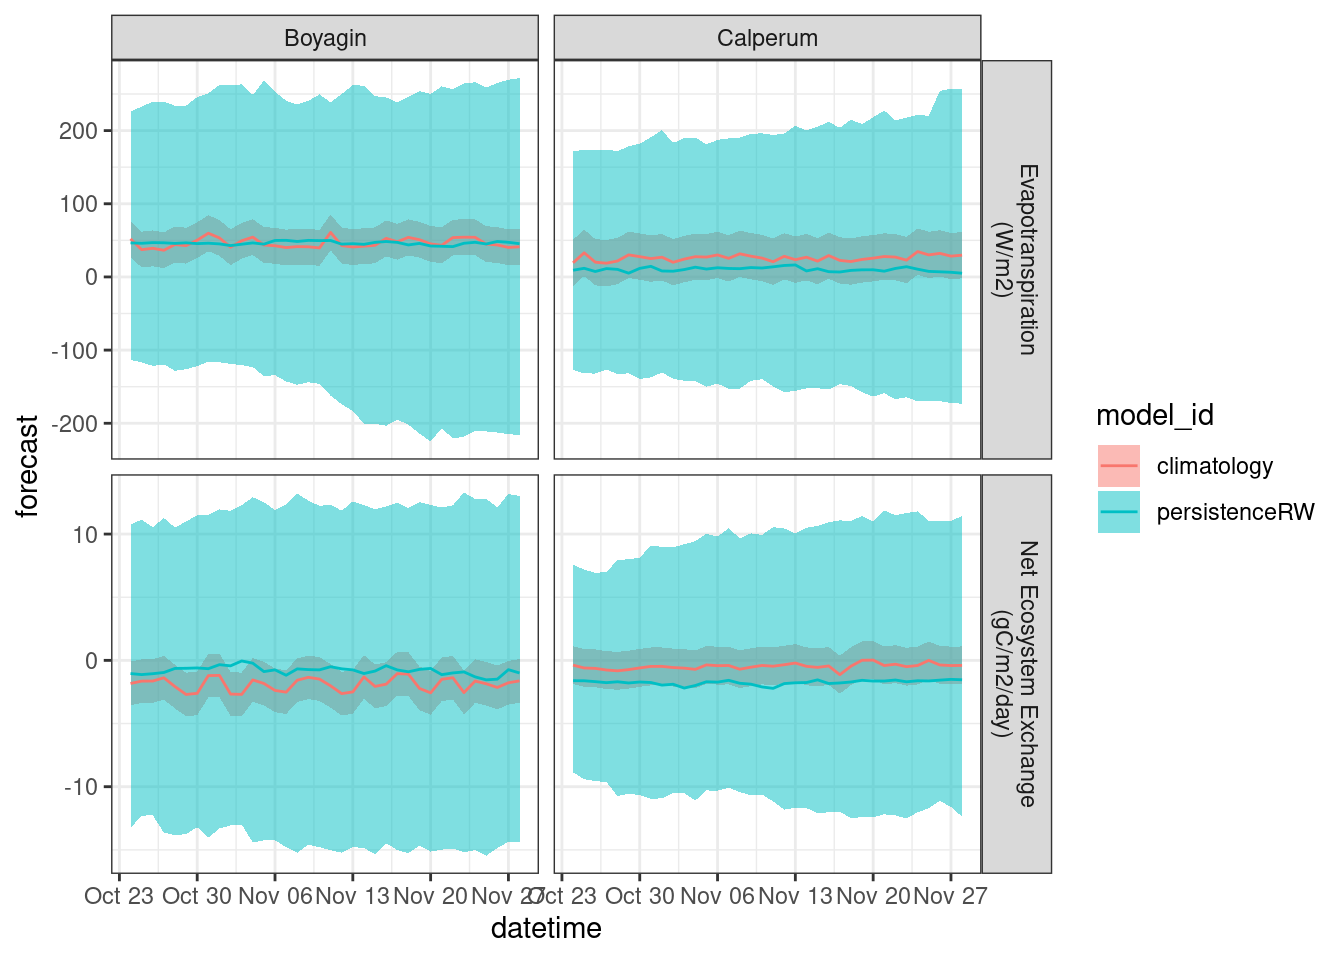 Boyagin
Calperum
200
100
0
-100
-200
Evapotranspiration
(W/m2)
10
0
-10
Net Ecosystem Exchange
(gC/m2/day)
forecast
Oct 23 Oct 30 Nov 06 Nov 13 Nov 20 Nov 27
Oct 23 Oct 30 Nov 06 Nov 13 Nov 20 Nov 27
datetime
model_id
climatology
persistenceRW